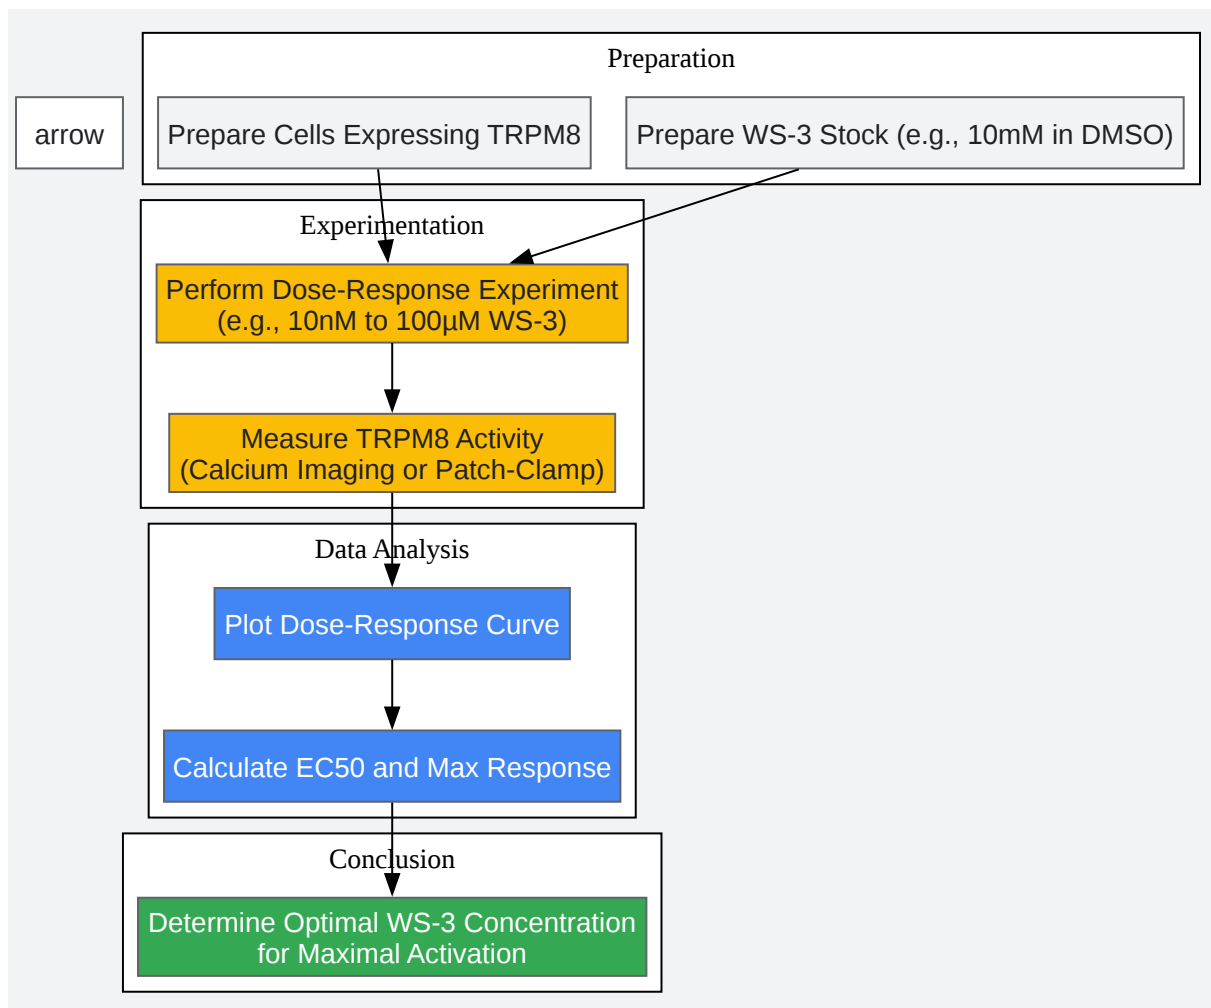 Preparation
arrow
Prepare Cells Expressing TRPM8
Prepare WS-3 Stock (e.g., 10mM in DMSO)
Experimentation
Perform Dose-Response Experiment
(e.g., 10nM to 100µM WS-3)
Measure TRPM8 Activity
(Calcium Imaging or Patch-Clamp)
Data Analysis
Plot Dose-Response Curve
Calculate EC50 and Max Response
Conclusion
Determine Optimal WS-3 Concentration
for Maximal Activation